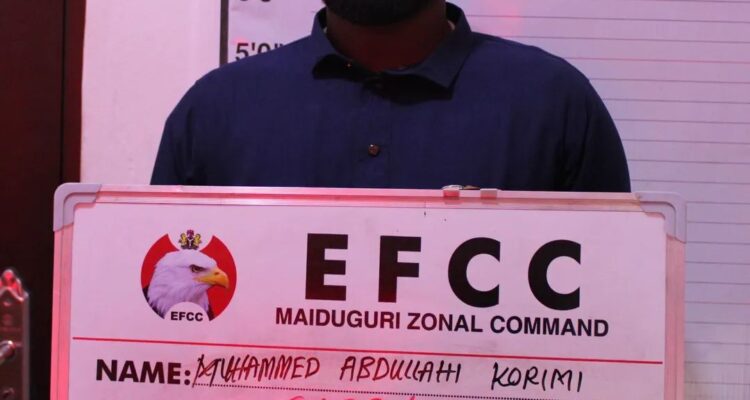 5'0"
EFCC
EFCC
MAIDUGURI ZONAL COMMAND
NAME: MUHAMMED ABDULLAHI KORIMI